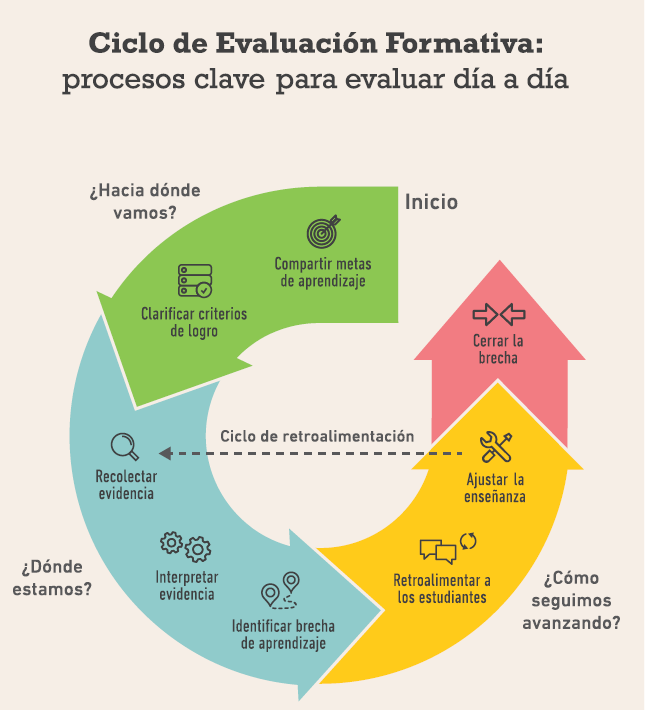 Ciclo de Evaluación Formativa:
procesos clave para evaluar día a día
¿Hacia dónde
vamos?
Inicio
Compartir metas
de aprendizaje
Clarificar criterios
de logro
Cerrar la
brecha
Ciclo de retroalimentación
Recolectar
evidencia
Ajustar la
enseñanza
Interpretar
evidencia
¿Dónde
estamos?
Identificar brecha
de aprendizaje
Retroalimentar a
los estudiantes
¿Cómo
seguimos
avanzando?